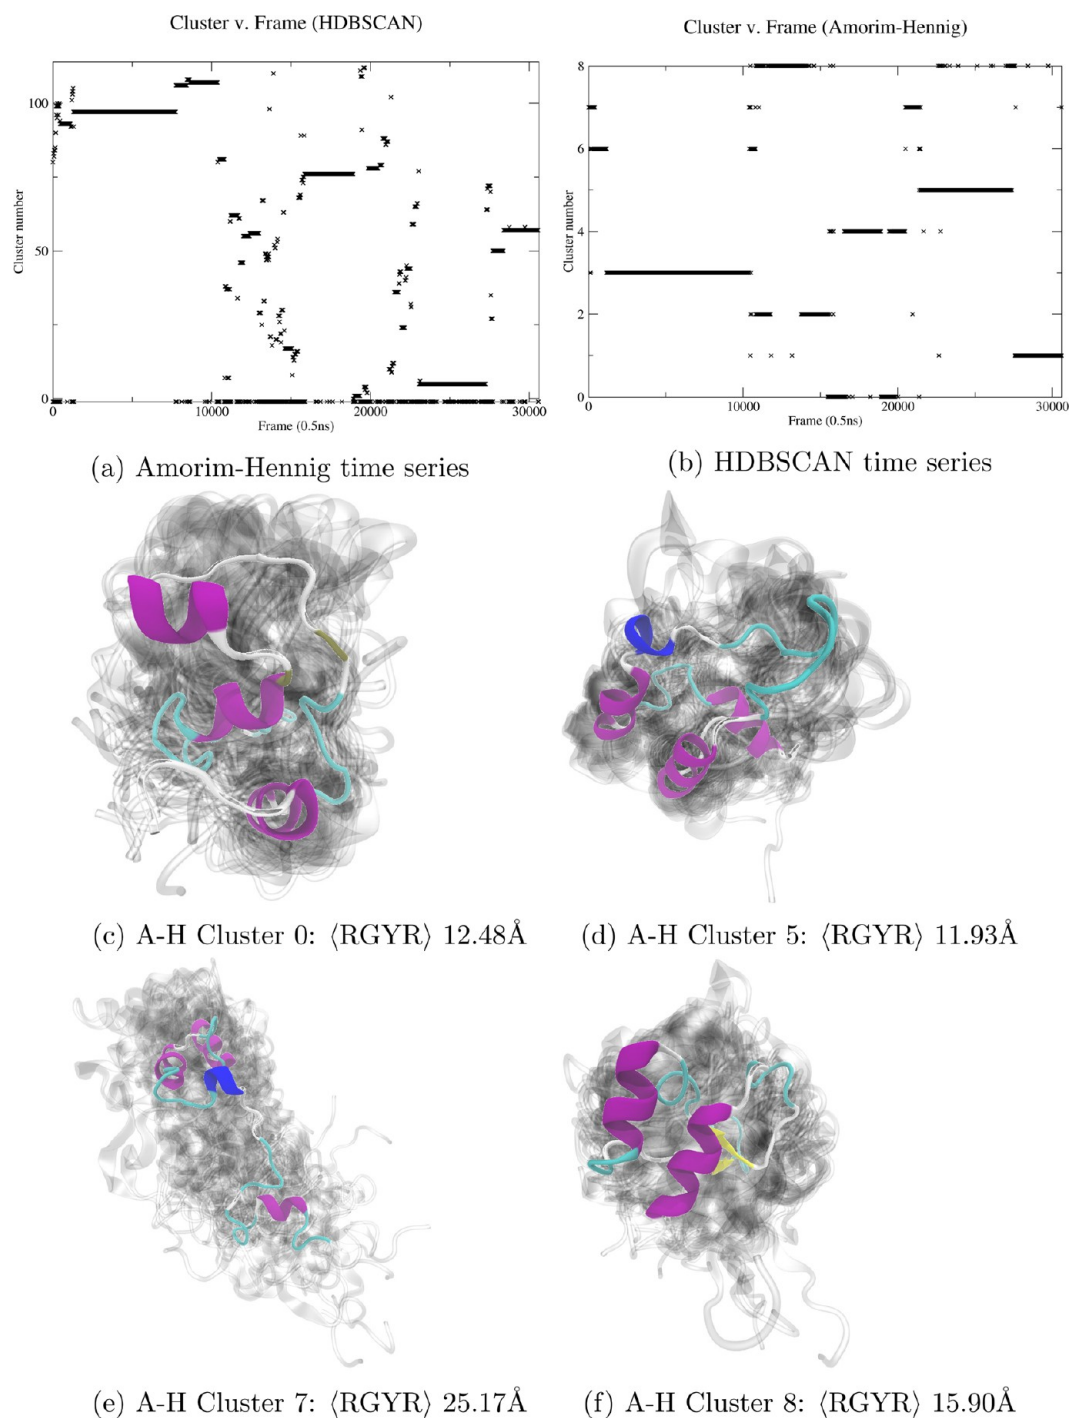 Cluster v. Frame (HDBSCAN)
Cluster v. Frame (Amorim-Hennig)
Cluster number
100
50
0
0
10000
20000
30000
Frame (0.5ns)
Cluster number
8
6
4
2
0
0
10000
20000
30000
Frame (0.5ns)
(a) Amorim-Hennig time series
(b) HDBSCAN time series
(c) A-H Cluster 0: ⟨RGYR⟩ 12.48Å
(d) A-H Cluster 5: ⟨RGYR⟩ 11.93Å
(e) A-H Cluster 7: ⟨RGYR⟩ 25.17Å
(f) A-H Cluster 8: ⟨RGYR⟩ 15.90Å